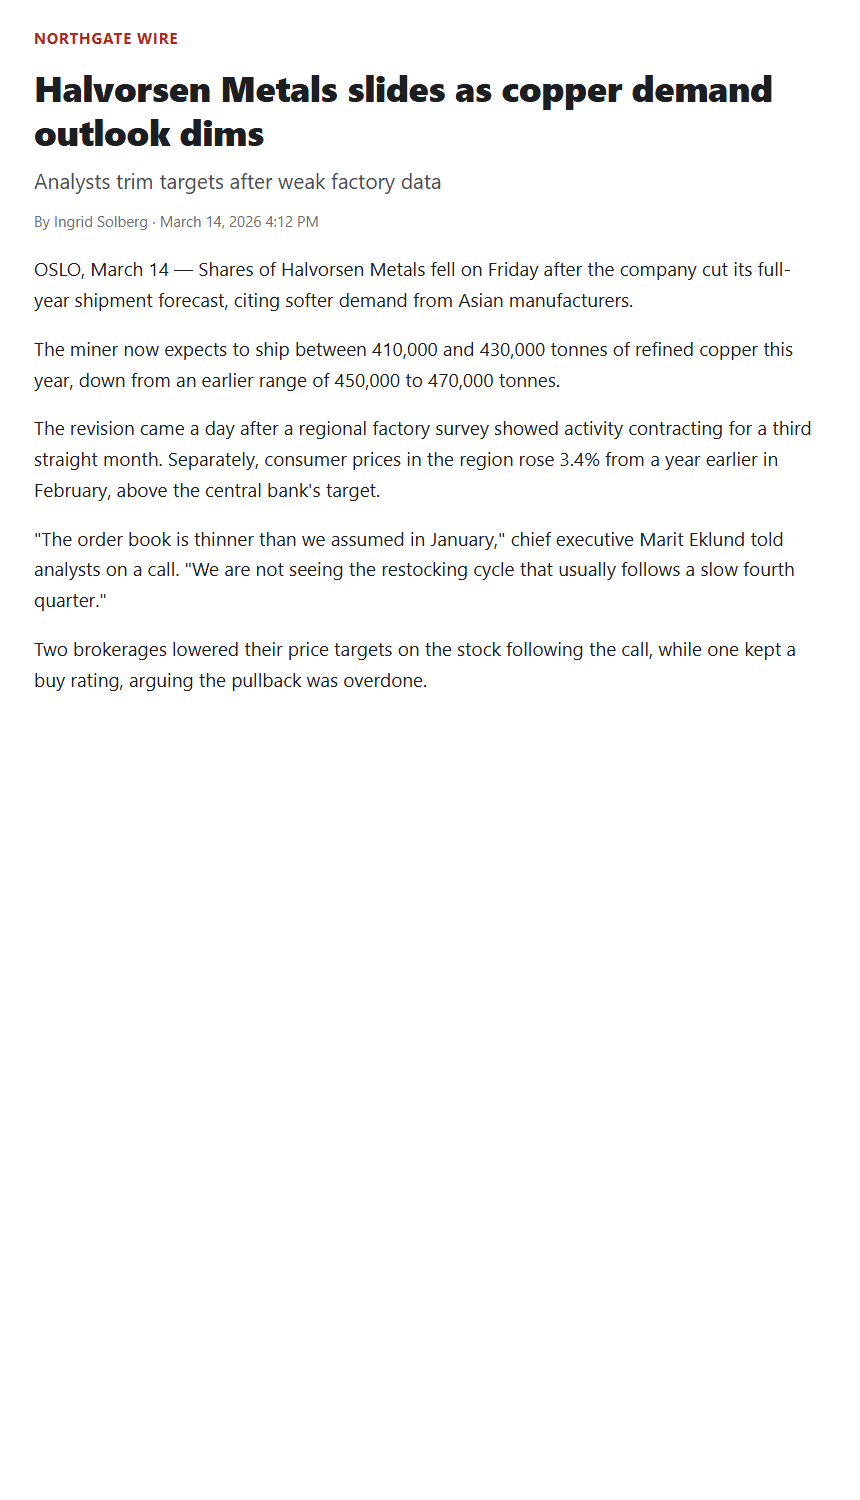 NORTHGATE WIRE
Halvorsen Metals slides as copper demand
outlook dims
Analysts trim targets after weak factory data
By Ingrid Solberg · March 14, 2026 4:12 PM
OSLO, March 14 — Shares of Halvorsen Metals fell on Friday after the company cut its full-
year shipment forecast, citing softer demand from Asian manufacturers.
The miner now expects to ship between 410,000 and 430,000 tonnes of refined copper this
year, down from an earlier range of 450,000 to 470,000 tonnes.
The revision came a day after a regional factory survey showed activity contracting for a third
straight month. Separately, consumer prices in the region rose 3.4% from a year earlier in
February, above the central bank's target.
"The order book is thinner than we assumed in January," chief executive Marit Eklund told
analysts on a call. "We are not seeing the restocking cycle that usually follows a slow fourth
quarter."
Two brokerages lowered their price targets on the stock following the call, while one kept a
buy rating, arguing the pullback was overdone.